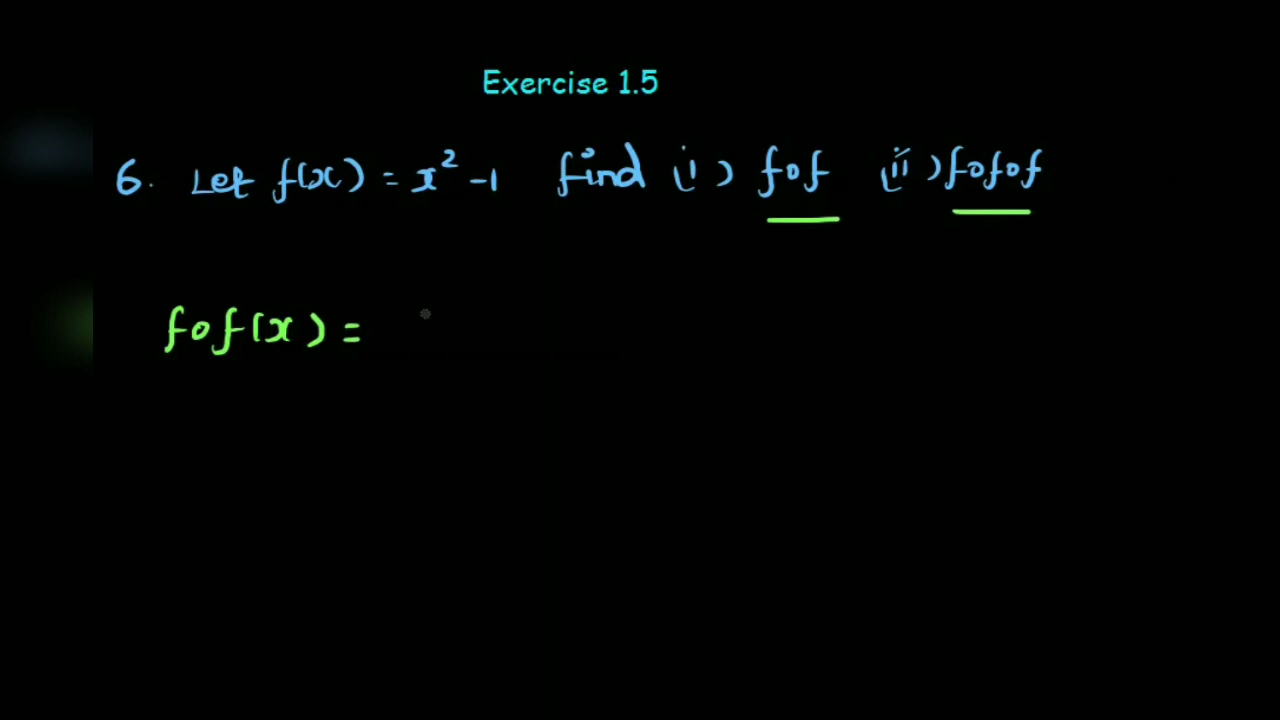 Exercise 1.5
6. Let f(x) = x² -1 find (i) fof (ii) fofof
fof(x) =